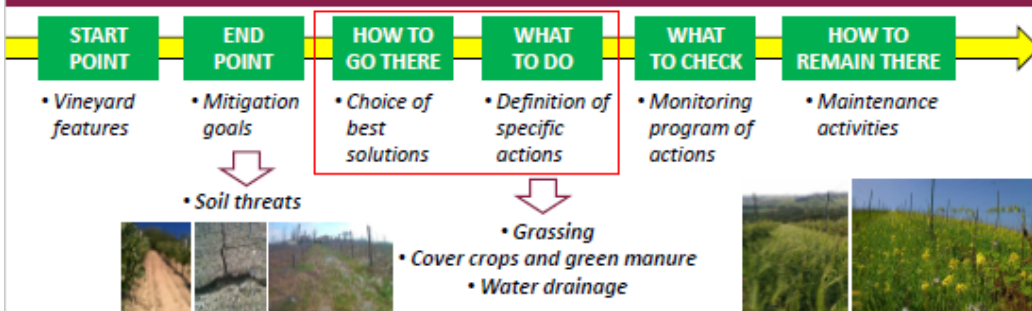 START
POINT
END
POINT
HOW TO
GO THERE
WHAT
TO DO
WHAT
TO CHECK
HOW TO
REMAIN THERE
• Vineyard
features
• Mitigation
goals
• Choice of
best
solutions
• Definition of
specific
actions
• Monitoring
program of
actions
• Maintenance
activities
• Soil threats
• Grassing
• Cover crops and green manure
• Water drainage